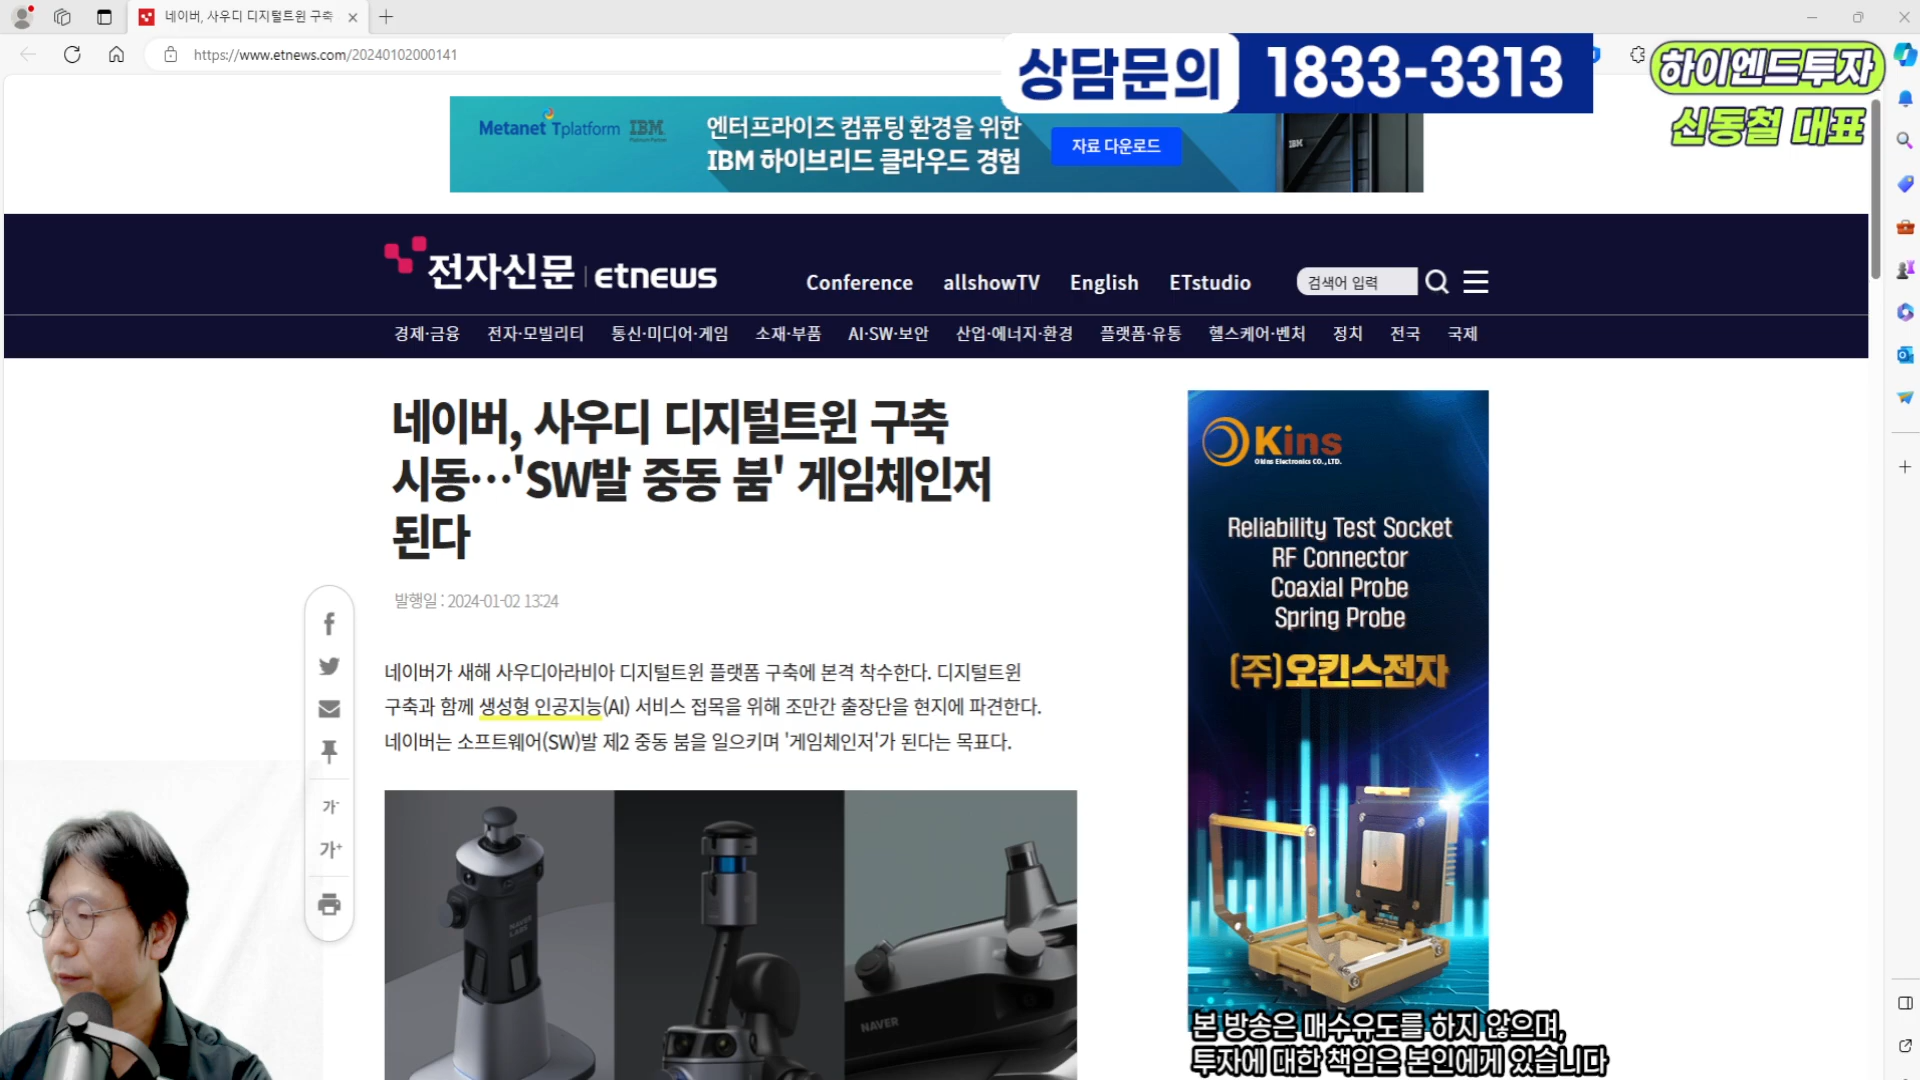 네이버, 사우디 디지털트윈 구축
https://www.etnews.com/20240102000141
상담문의 1833-3313
하이엔드투자
신동철 대표
Metanet Tplatform IBM
엔터프라이즈 컴퓨팅 환경을 위한
IBM 하이브리드 클라우드 경험
자료 다운로드
IBM
전자신문 etnews
Conference allshowTV English ETstudio
검색어 입력
경제·금융 전자·모빌리티 통신·미디어·게임 소재·부품 AI·SW·보안 산업·에너지·환경 플랫폼·유통 헬스케어·벤처 정치 전국 국제
네이버, 사우디 디지털트윈 구축
시동…'SW발 중동 붐' 게임체인저
된다
발행일 : 2024-01-02 13:24
네이버가 새해 사우디아라비아 디지털트윈 플랫폼 구축에 본격 착수한다. 디지털트윈
구축과 함께 생성형 인공지능(AI) 서비스 접목을 위해 조만간 출장단을 현지에 파견한다.
네이버는 소프트웨어(SW)발 제2 중동 붐을 일으키며 '게임체인저'가 된다는 목표다.
가-
가+
NAVER
LABS
NAVER
Okins
Okins Electronics CO., LTD.
Reliability Test Socket
RF Connector
Coaxial Probe
Spring Probe
(주)오킨스전자
본 방송은 매수유도를 하지 않으며,
투자에 대한 책임은 본인에게 있습니다